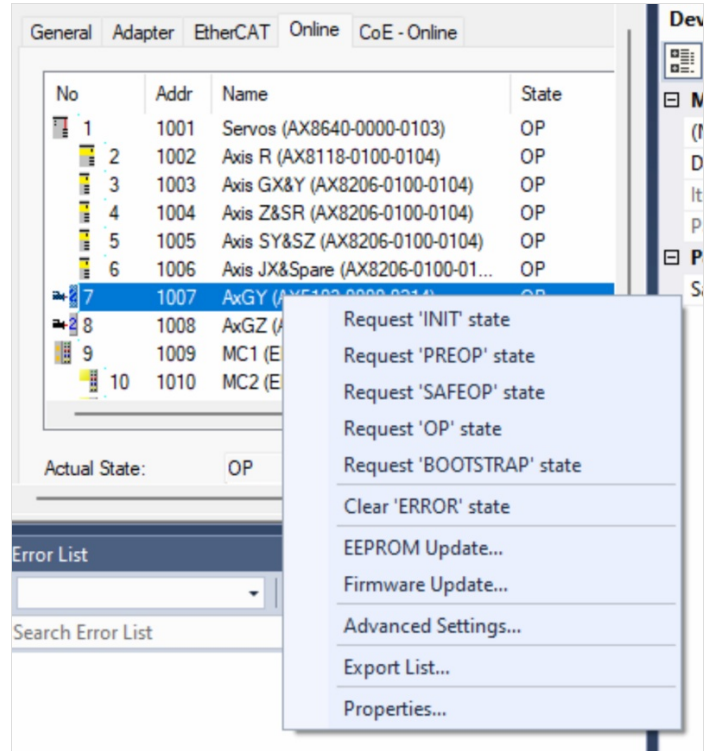 General Adapter EtherCAT Online CoE - Online
No Addr Name State
1 1001 Servos (AX8640-0000-0103) OP
2 1002 Axis R (AX8118-0100-0104) OP
3 1003 Axis GX&Y (AX8206-0100-0104) OP
4 1004 Axis Z&SR (AX8206-0100-0104) OP
5 1005 Axis SY&SZ (AX8206-0100-0104) OP
6 1006 Axis JX&Spare (AX8206-0100-01... OP
7 1007 AxGY
8 1008 AxGZ
9 1009 MC1
10 1010 MC2
Actual State: OP
Request 'INIT' state
Request 'PREOP' state
Request 'SAFEOP' state
Request 'OP' state
Request 'BOOTSTRAP' state
Clear 'ERROR' state
EEPROM Update...
Firmware Update...
Advanced Settings...
Export List...
Properties...
Error List
Search Error List
Dev